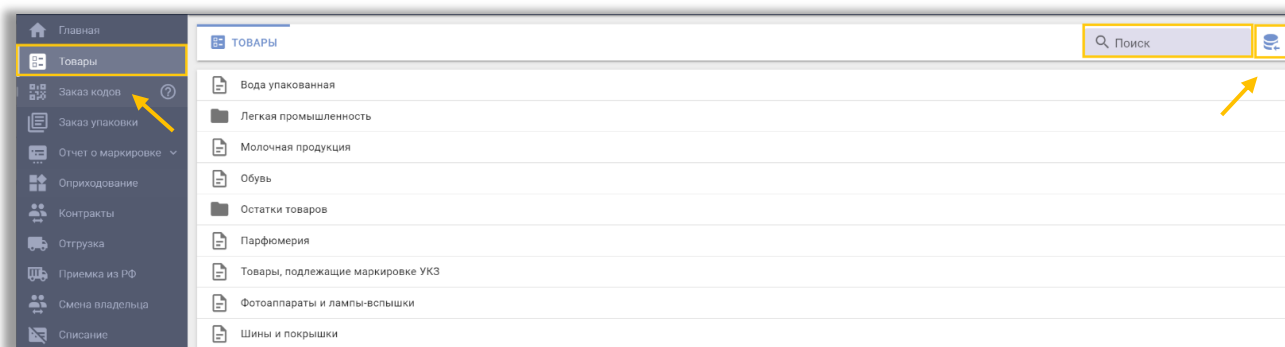 Главная
Товары
Заказ кодов
Заказ упаковки
Отчет о маркировке
Оприходование
Контракты
Отгрузка
Приемка из РФ
Смена владельца
Списание
ТОВАРЫ
Поиск
Вода упакованная
Легкая промышленность
Молочная продукция
Обувь
Остатки товаров
Парфюмерия
Товары, подлежащие маркировке УКЗ
Фотоаппараты и лампы-вспышки
Шины и покрышки